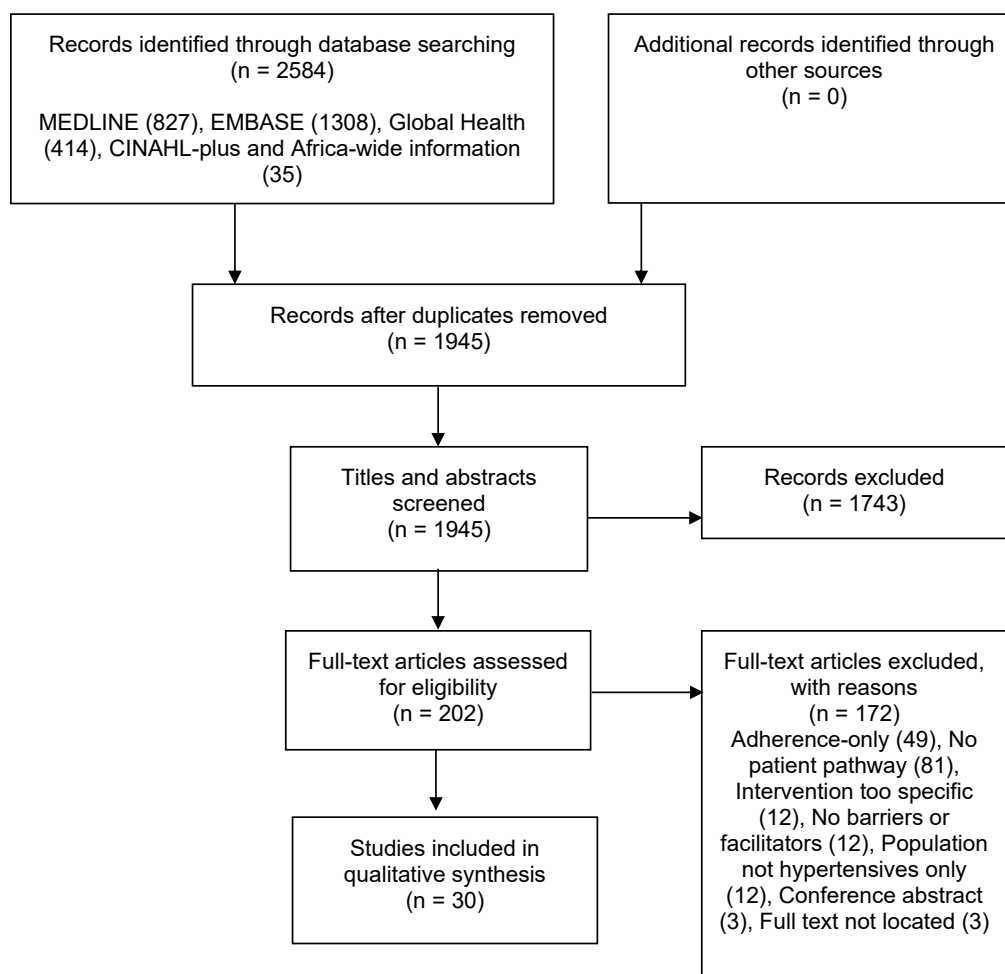 Records identified through database searching
(n = 2584)
MEDLINE (827), EMBASE (1308), Global Health
(414), CINAHL-plus and Africa-wide information
(35)
Additional records identified through
other sources
(n = 0)
Records after duplicates removed
(n = 1945)
Titles and abstracts
screened
(n = 1945)
Records excluded
(n = 1743)
Full-text articles assessed
for eligibility
(n = 202)
Full-text articles excluded,
with reasons
(n = 172)
Adherence-only (49), No
patient pathway (81),
Intervention too specific
(12), No barriers or
facilitators (12), Population
not hypertensives only
(12), Conference abstract
(3), Full text not located (3)
Studies included in
qualitative synthesis
(n = 30)